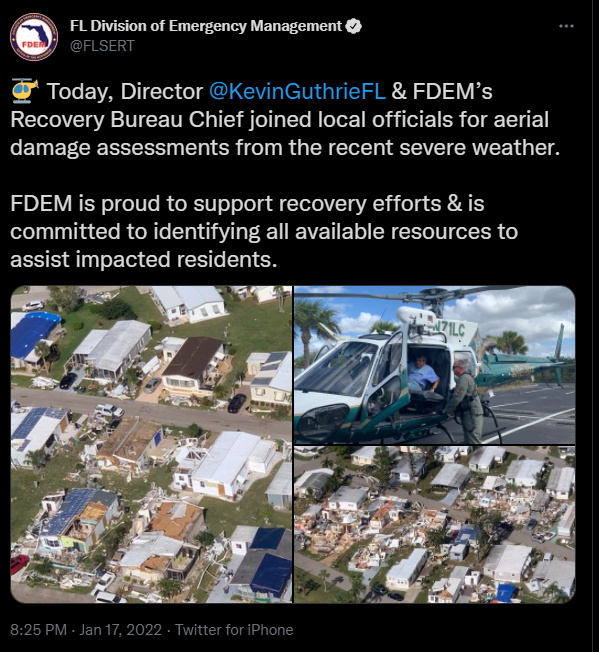 FDEM
FL Division of Emergency Management
@FLSERT
Today, Director @KevinGuthrieFL & FDEM’s
Recovery Bureau Chief joined local officials for aerial
damage assessments from the recent severe weather.
FDEM is proud to support recovery efforts & is
committed to identifying all available resources to
assist impacted residents.
N71LC
8:25 PM · Jan 17, 2022 · Twitter for iPhone